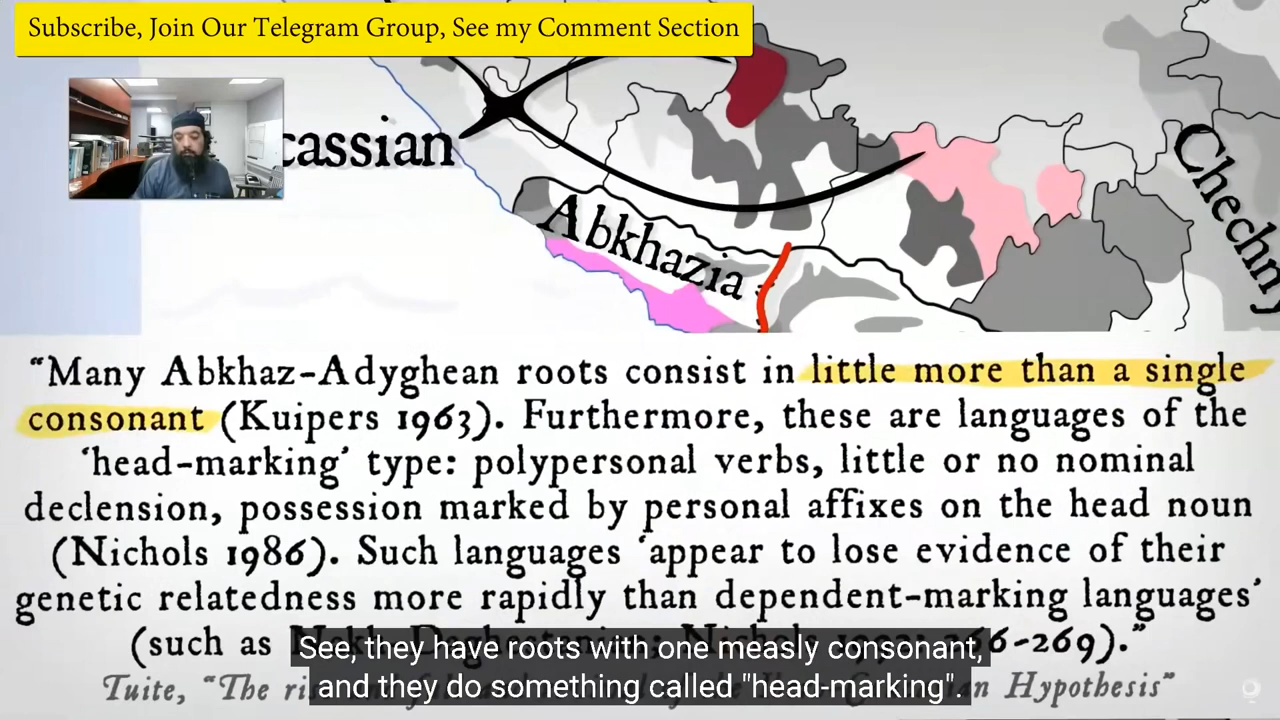 Subscribe, Join Our Telegram Group, See my Comment Section
cassian
Abkhazia
Chechny
“Many Abkhaz-Adyghean roots consist in little more than a single
consonant (Kuipers 1963). Furthermore, these are languages of the
‘head-marking’ type: polypersonal verbs, little or no nominal
declension, possession marked by personal affixes on the head noun
(Nichols 1986). Such languages ‘appear to lose evidence of their
genetic relatedness more rapidly than dependent-marking languages’
(such as 6-269).”
See, they have roots with one measly consonant,
and they do something called "head-marking".
Tuite, “The Hypothesis”